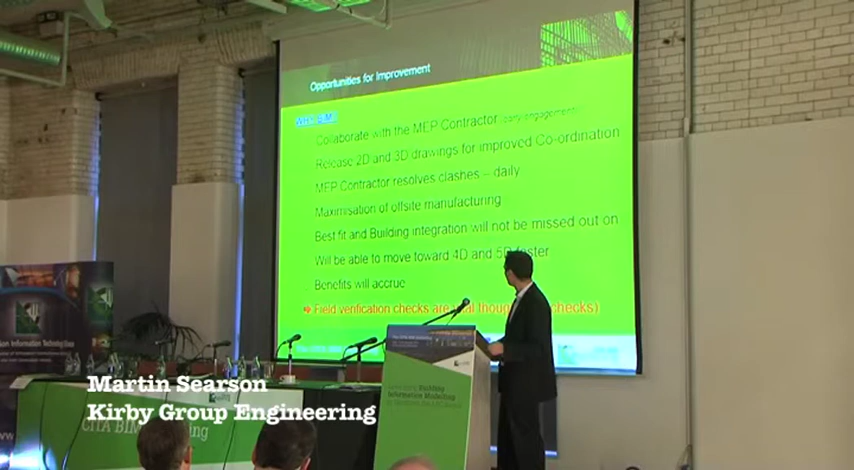 Opportunities for Improvement
WHY BIM?
Collaborate with the MEP Contractor (early engagement)
Release 2D and 3D drawings for improved Co-ordination
MEP Contractor resolves clashes – daily
Maximisation of offsite manufacturing
Best fit and Building integration will not be missed out on
Will be able to move toward 4D and 5D faster
Benefits will accrue
Field verification checks are vital though checks)
Building
Information Modelling
Martin Searson
Kirby Group Engineering
CITA BIM